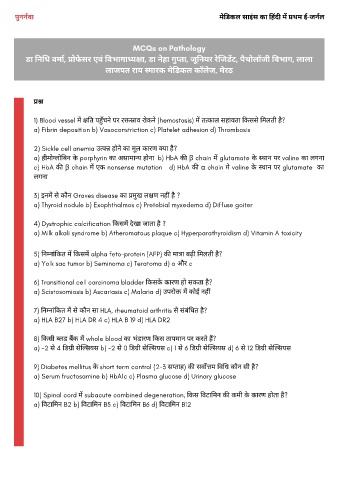 पुनर्नवा
मेडिकल साइंस का हिंदी में प्रथम ई-जर्नल
MCQs on Pathology
डा निधि वर्मा, प्रोफ़ेसर एवं विभागाध्यक्षा, डा नेहा गुप्ता, जूनियर रेजिडेंट, पैथोलॉजी विभाग, लाला
लाजपत राय स्मारक मेडिकल कॉलेज, मेरठ
प्रश्न
1) Blood vessel में क्षति पहुँचने पर रक्तस्राव रोकने (hemostasis) में तत्काल सहायता किससे मिलती है?
a) Fibrin deposition b) Vasoconstriction c) Platelet adhesion d) Thrombosis
2) Sickle cell anemia उत्पन्न होने का मूल कारण क्या है?
a) हीमोग्लोबिन के porphyrin का असामान्य होना b) HbA की β chain में glutamate के स्थान पर valine का लगना
c) HbA की β chain में एक nonsense mutation d) HbA की α chain में valine के स्थान पर glutamate का
लगना
3) इनमें से कौन Graves disease का प्रमुख लक्षण नहीं है ?
a) Thyroid nodule b) Exophthalmos c) Pretebial myxedema d) Diffuse goiter
4) Dystrophic calcification किसमें देखा जाता है ?
a) Milk alkali syndrome b) Atheromatous plaque c) Hyperparathyroidism d) Vitamin A toxicity
5) निम्नांकित में किसमें alpha feto-protein (AFP) की मात्रा बढ़ी मिलती है?
a) Yolk sac tumor b) Seminoma c) Teratoma d) a और c
6) Transitional cell carcinoma bladder किसके कारण हो सकता है?
a) Scistosomiasis b) Ascariasis c) Malaria d) उपरोक्त में कोई नहीं
7) निम्नांकित में से कौन सा HLA, rheumatoid arthritis से संबंधित है?
a) HLA B27 b) HLA DR 4 c) HLA B 19 d) HLA DR2
8) किसी ब्लड बैंक में whole blood का भंडारण किस तापमान पर करते हैं?
a) -2 से 4 डिग्री सेल्सियस b) -2 से 0 डिग्री सेल्सियस c) 1 से 6 डिग्री सेल्सियस d) 6 से 12 डिग्री सेल्सियस
9) Diabetes mellitus के short term control (2-3 सप्ताह) की सर्वोत्तम विधि कौन सी है?
a) Serum fructosamine b) HbA1c c) Plasma glucose d) Urinary glucose
10) Spinal cord में subacute combined degeneration, किस विटामिन की कमी के कारण होता है?
a) विटामिन B2 b) विटामिन B5 c) विटामिन B6 d) विटामिन B12